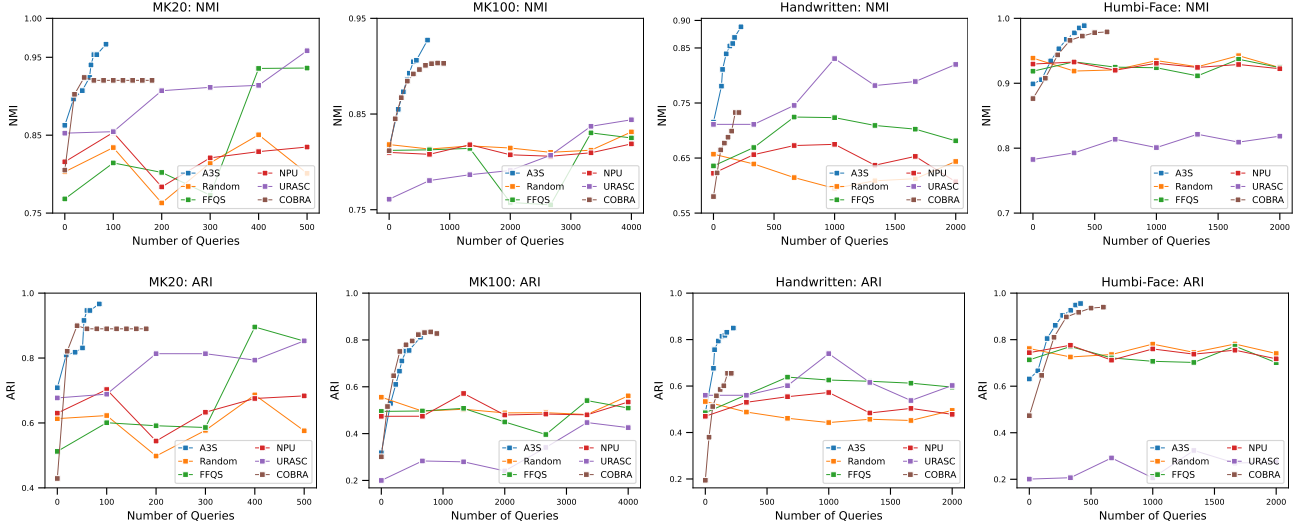 MK20: NMI
MK100: NMI
Handwritten: NMI
Humbi-Face: NMI
NMI
1.00
0.95
0.85
0.75
0 100 200 300 400 500
Number of Queries
A3S NPU
Random URASC
FFQS COBRA
NMI
0.95
0.85
0.75
0 1000 2000 3000 4000
Number of Queries
A3S NPU
Random URASC
FFQS COBRA
NMI
0.90
0.85
0.75
0.65
0.55
0 500 1000 1500 2000
Number of Queries
A3S NPU
Random URASC
FFQS COBRA
NMI
1.0
0.9
0.8
0.7
0 500 1000 1500 2000
Number of Queries
A3S NPU
Random URASC
FFQS COBRA
MK20: ARI
MK100: ARI
Handwritten: ARI
Humbi-Face: ARI
ARI
1.0
0.8
0.6
0.4
0 100 200 300 400 500
Number of Queries
A3S NPU
Random URASC
FFQS COBRA
ARI
1.0
0.8
0.6
0.4
0.2
0 1000 2000 3000 4000
Number of Queries
A3S NPU
Random URASC
FFQS COBRA
ARI
1.0
0.8
0.6
0.4
0.2
0 500 1000 1500 2000
Number of Queries
A3S NPU
Random URASC
FFQS COBRA
ARI
1.0
0.8
0.6
0.4
0.2
0 500 1000 1500 2000
Number of Queries
A3S NPU
Random URASC
FFQS COBRA